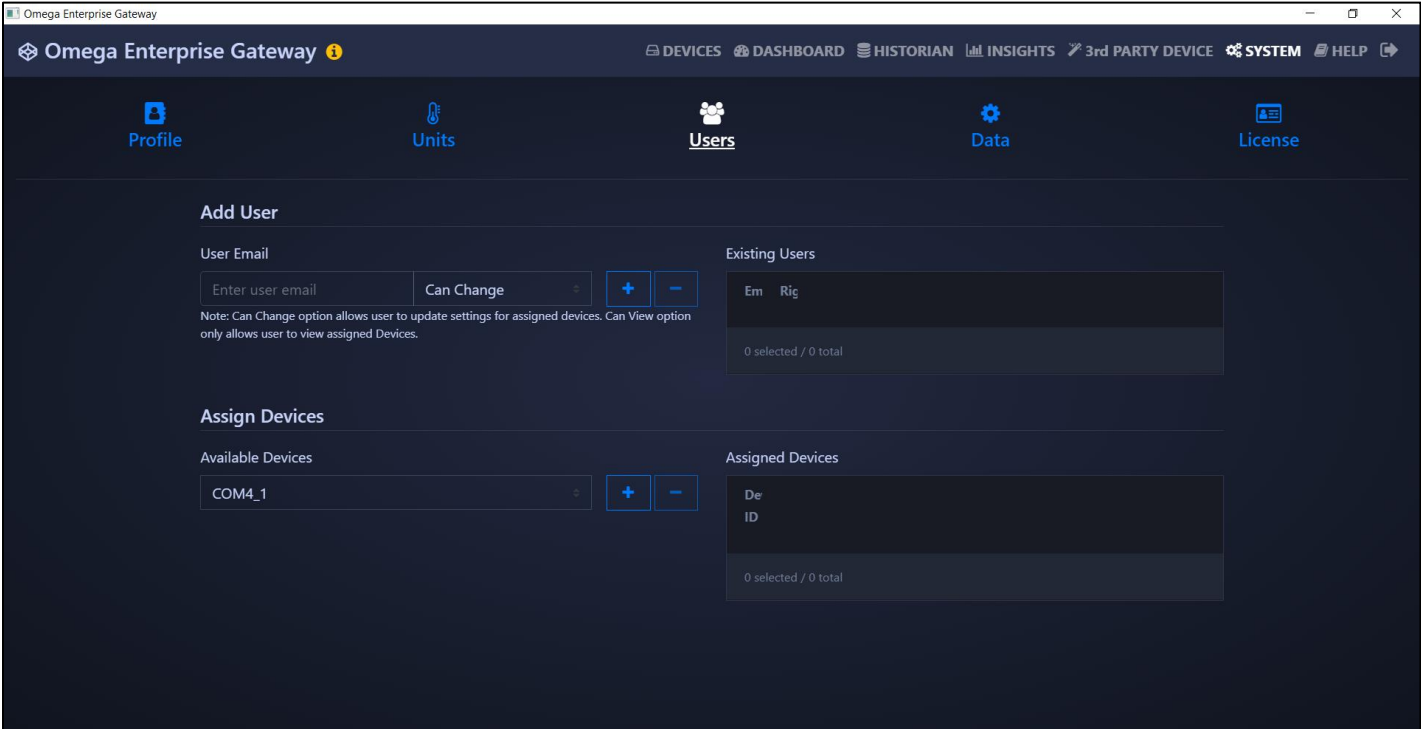 Omega Enterprise Gateway
Omega Enterprise Gateway
DEVICES DASHBOARD HISTORIAN INSIGHTS 3rd PARTY DEVICE SYSTEM HELP
Profile Units Users Data License
Add User
User Email Existing Users
Enter user email Can Change Em Rig
Note: Can Change option allows user to update settings for assigned devices. Can View option
only allows user to view assigned Devices.
0 selected / 0 total
Assign Devices
Available Devices Assigned Devices
COM4_1 De
ID
0 selected / 0 total